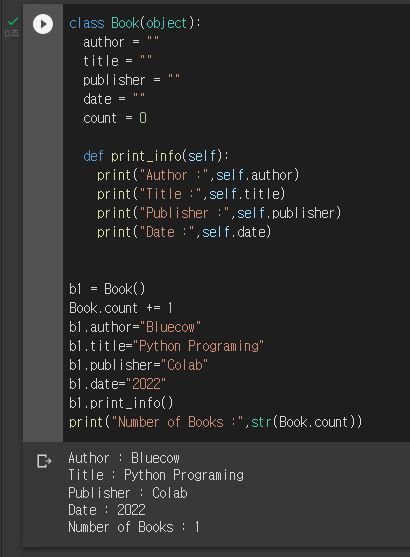 0초
class Book(object):
  author = ""
  title = ""
  publisher = ""
  date = ""
  count = 0
  def print_info(self):
    print("Author :",self.author)
    print("Title :",self.title)
    print("Publisher :",self.publisher)
    print("Date :",self.date)
b1 = Book()
Book.count += 1
b1.author="Bluecow"
b1.title="Python Programing"
b1.publisher="Colab"
b1.date="2022"
b1.print_info()
print("Number of Books :",str(Book.count))
Author : Bluecow
Title : Python Programing
Publisher : Colab
Date : 2022
Number of Books : 1